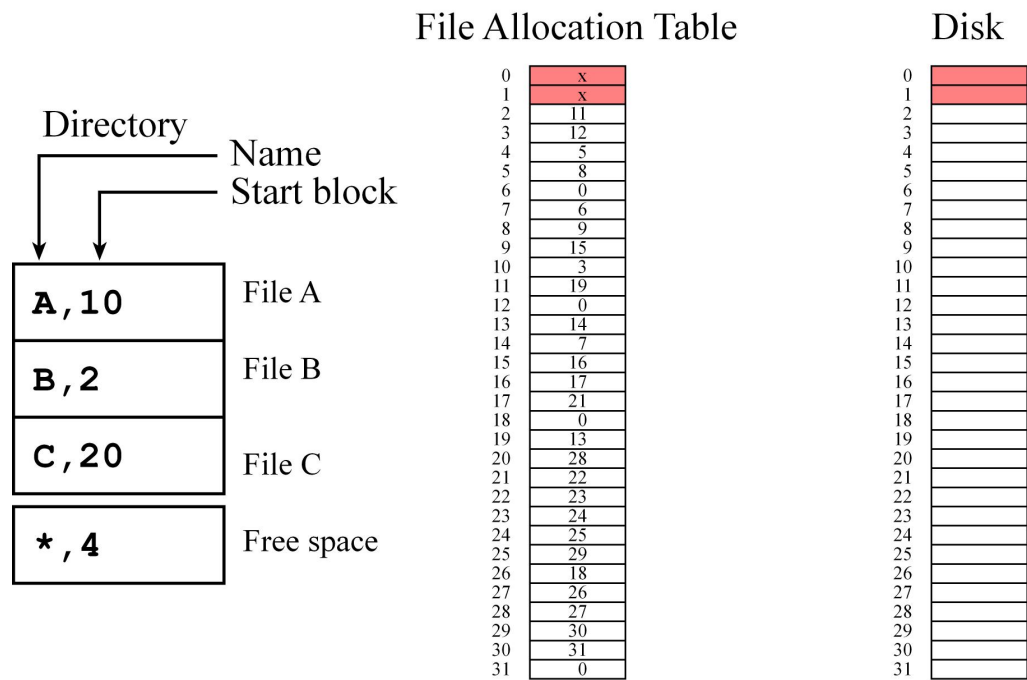 File Allocation Table
Disk
Directory
Name
Start block
A,10
File A
B,2
File B
C,20
File C
*,4
Free space
0 x 0
1 x 1
2 11 2
3 12 3
4 5 4
5 8 5
6 0 6
7 6 7
8 9 8
9 15 9
10 3 10
11 19 11
12 0 12
13 14 13
14 7 14
15 16 15
16 17 16
17 21 17
18 0 18
19 13 19
20 28 20
21 22 21
22 23 22
23 24 23
24 25 24
25 29 25
26 18 26
27 26 27
28 27 28
29 30 29
30 31 30
31 0 31